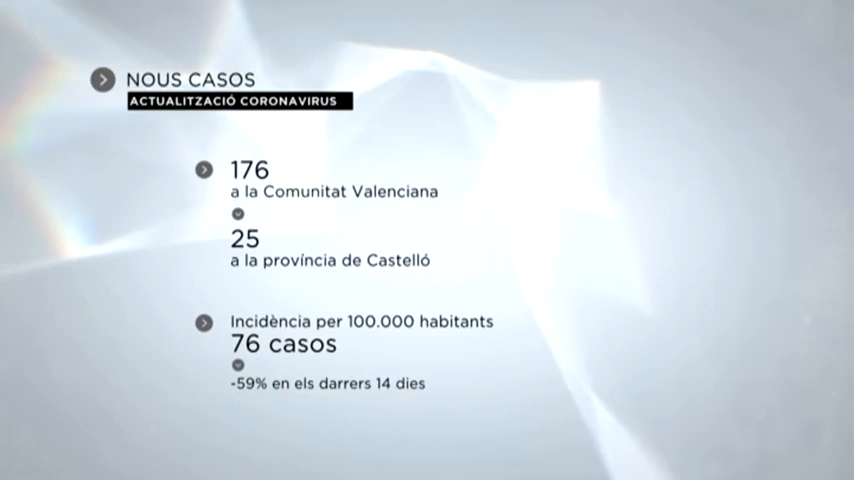 NOUS CASOS
ACTUALITZACIÓ CORONAVIRUS
176
a la Comunitat Valenciana
25
a la província de Castelló
Incidència per 100.000 habitants
76 casos
-59% en els darrers 14 dies